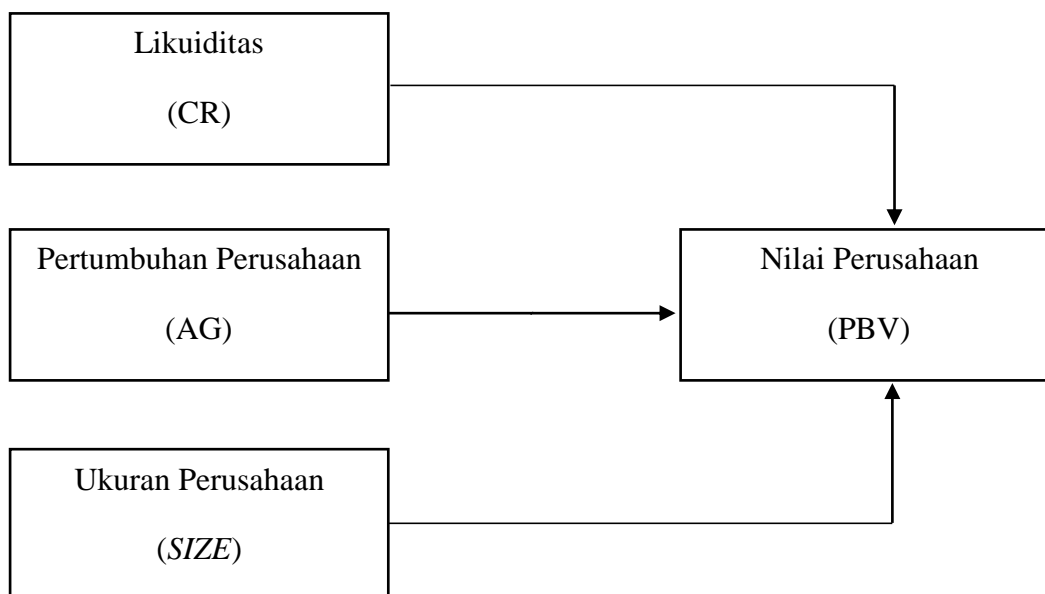 Likuiditas
(CR)
Pertumbuhan Perusahaan
(AG)
Nilai Perusahaan
(PBV)
Ukuran Perusahaan
(SIZE)